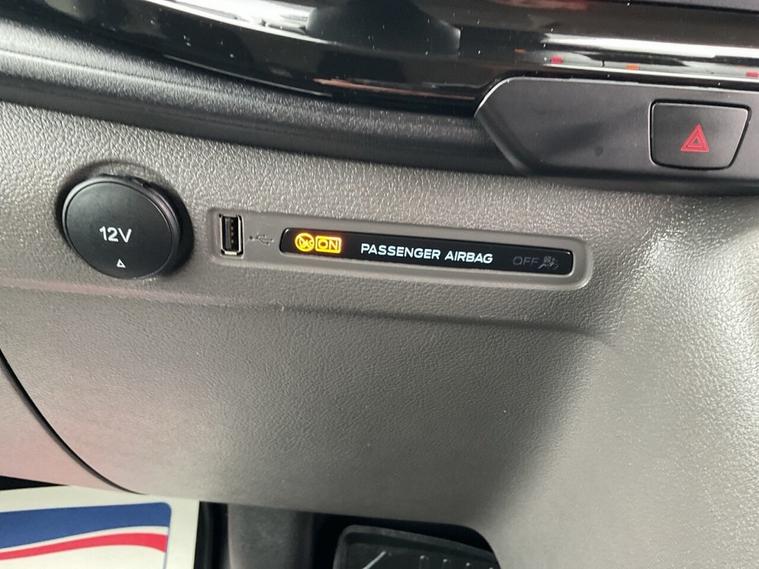 12V
ON PASSENGER AIRBAG OFF